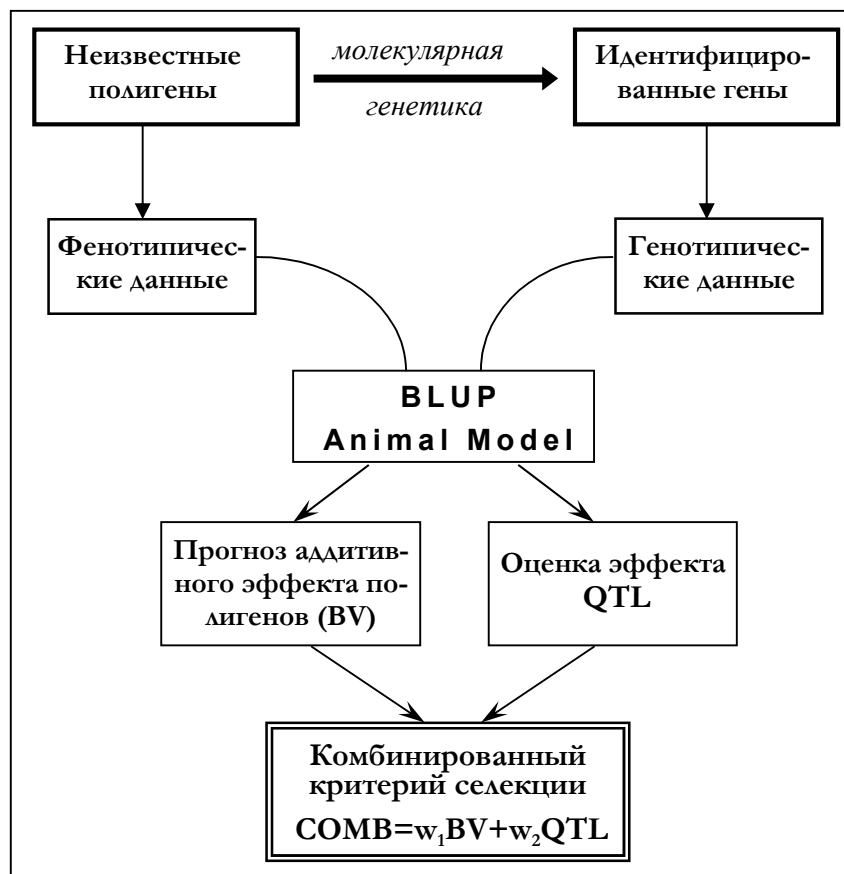 Неизвестные
полигены
молекулярная
генетика
Идентифициро-
ванные гены
Фенотипичес-
кие данные
Генотипичес-
кие данные
BLUP
Animal Model
Прогноз аддитив-
ного эффекта по-
лигенов (BV)
Оценка эффекта
QTL
Комбинированный
критерий селекции
COMB=w₁BV+w₂QTL